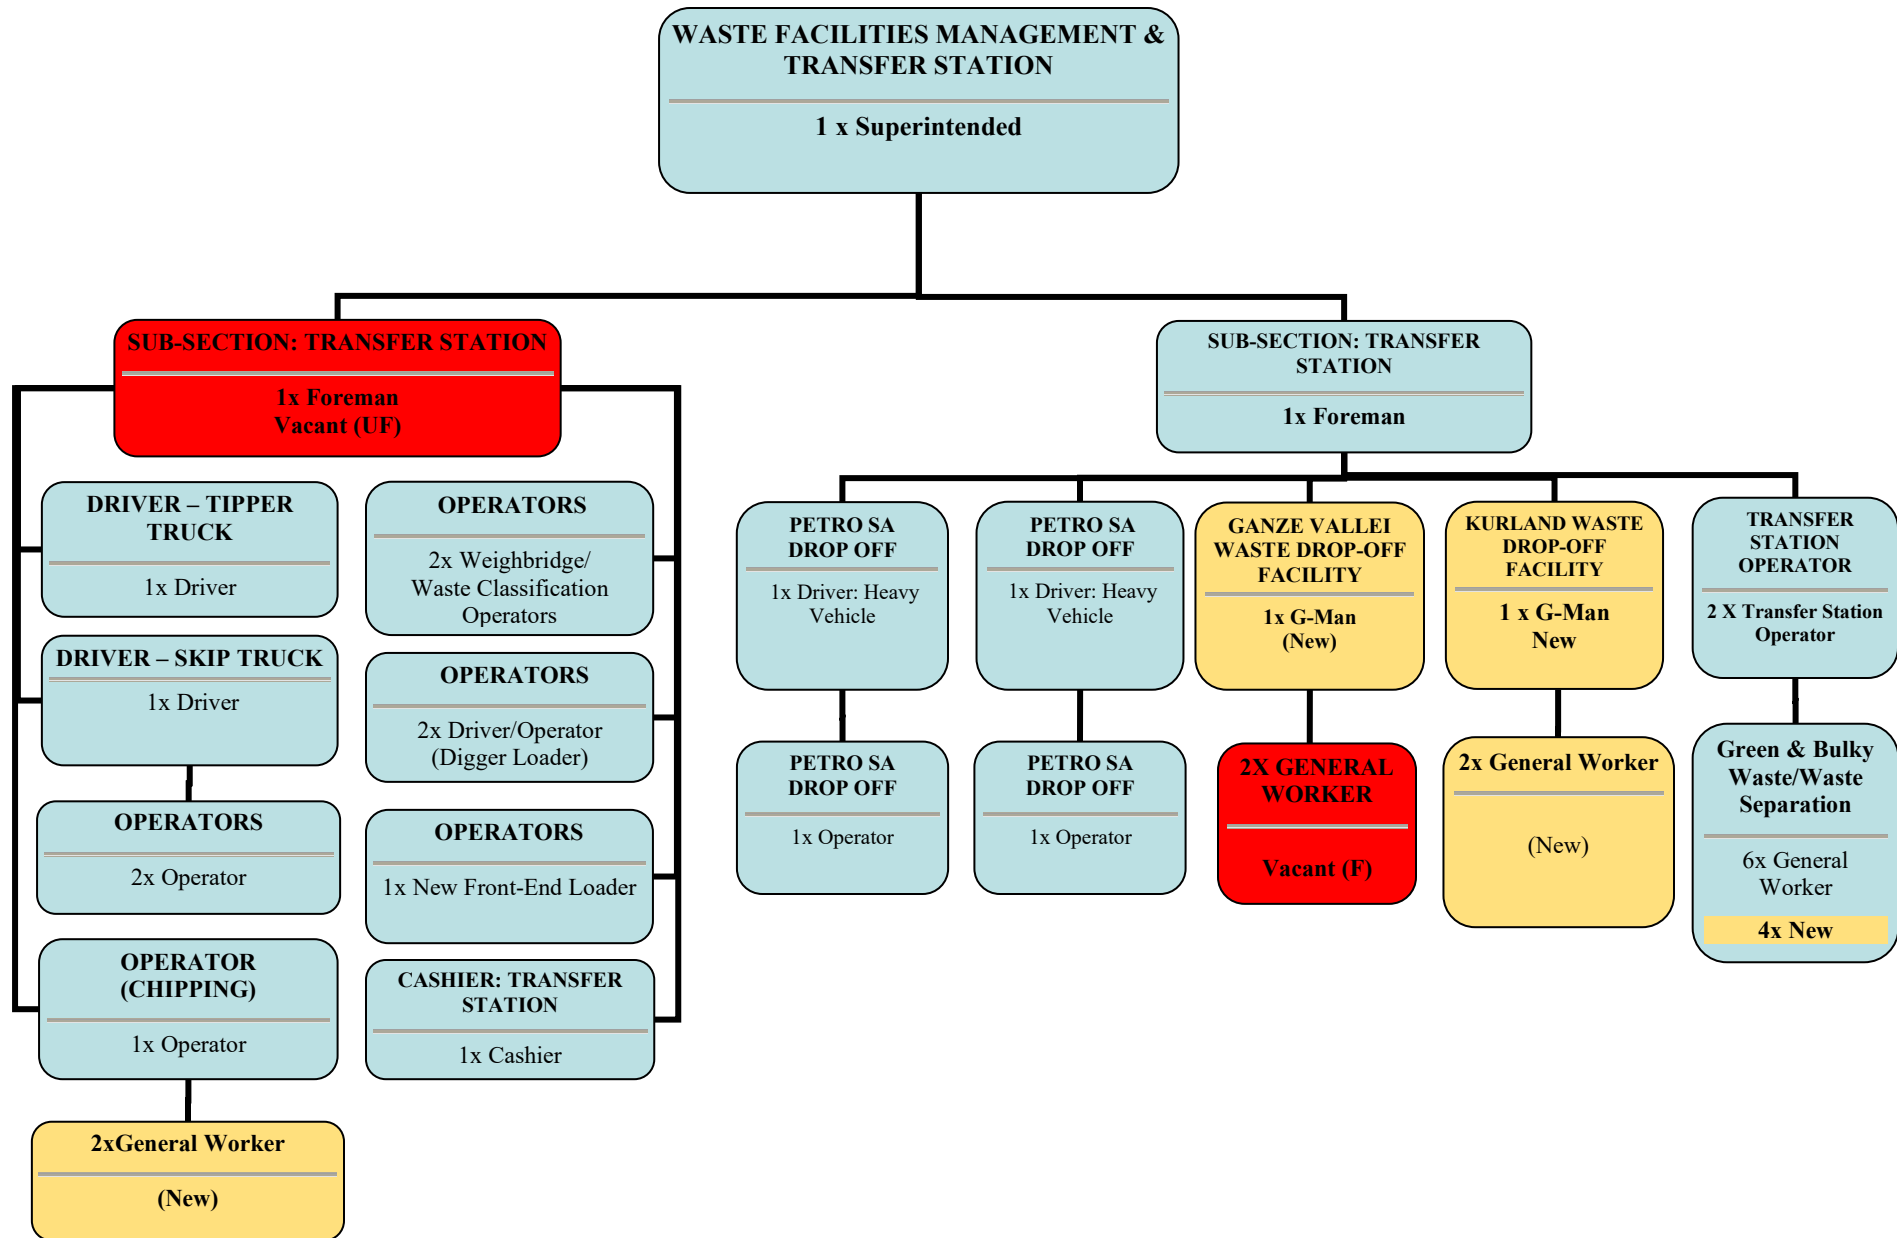 WASTE FACILITIES MANAGEMENT &
TRANSFER STATION
1 x Superintended
SUB-SECTION: TRANSFER STATION
1x Foreman
Vacant (UF)
DRIVER – TIPPER
TRUCK
1x Driver
DRIVER – SKIP TRUCK
1x Driver
OPERATORS
2x Operator
OPERATOR
(CHIPPING)
1x Operator
2xGeneral Worker
(New)
OPERATORS
2x Weighbridge/
Waste Classification
Operators
OPERATORS
2x Driver/Operator
(Digger Loader)
OPERATORS
1x New Front-End Loader
CASHIER: TRANSFER
STATION
1x Cashier
SUB-SECTION: TRANSFER
STATION
1x Foreman
PETRO SA
DROP OFF
1x Driver: Heavy
Vehicle
PETRO SA
DROP OFF
1x Operator
PETRO SA
DROP OFF
1x Driver: Heavy
Vehicle
PETRO SA
DROP OFF
1x Operator
GANZE VALLEI
WASTE DROP-OFF
FACILITY
1x G-Man
(New)
2X GENERAL
WORKER
Vacant (F)
KURLAND WASTE
DROP-OFF
FACILITY
1 x G-Man
New
2x General Worker
(New)
TRANSFER
STATION
OPERATOR
2 X Transfer Station
Operator
Green & Bulky
Waste/Waste
Separation
6x General
Worker
4x New